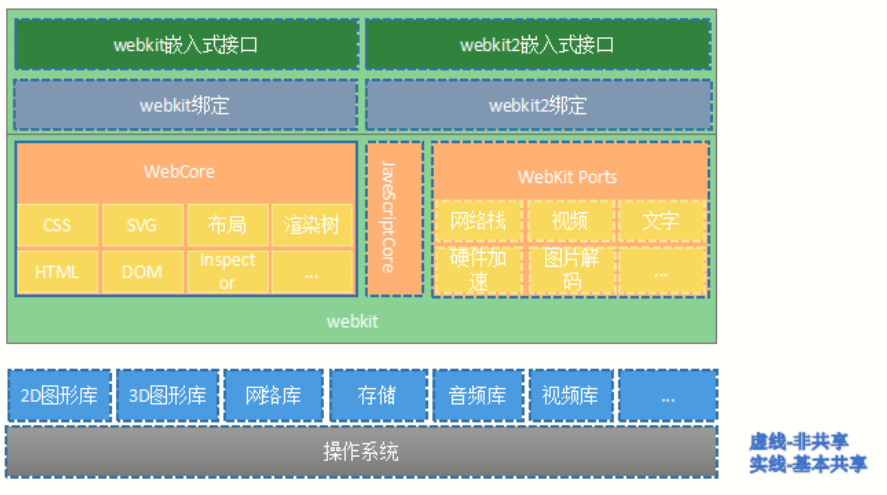 webkit嵌入式接口
webkit2嵌入式接口
webkit绑定
webkit2绑定
WebCore
CSS
SVG
布局
渲染树
HTML
DOM
Inspect
or
...
JaveScriptCore
WebKit Ports
网络栈
视频
文字
硬件加
速
图片解
码
...
webkit
2D图形库
3D图形库
网络库
存储
音频库
视频库
...
操作系统
虚线-非共享
实线-基本共享